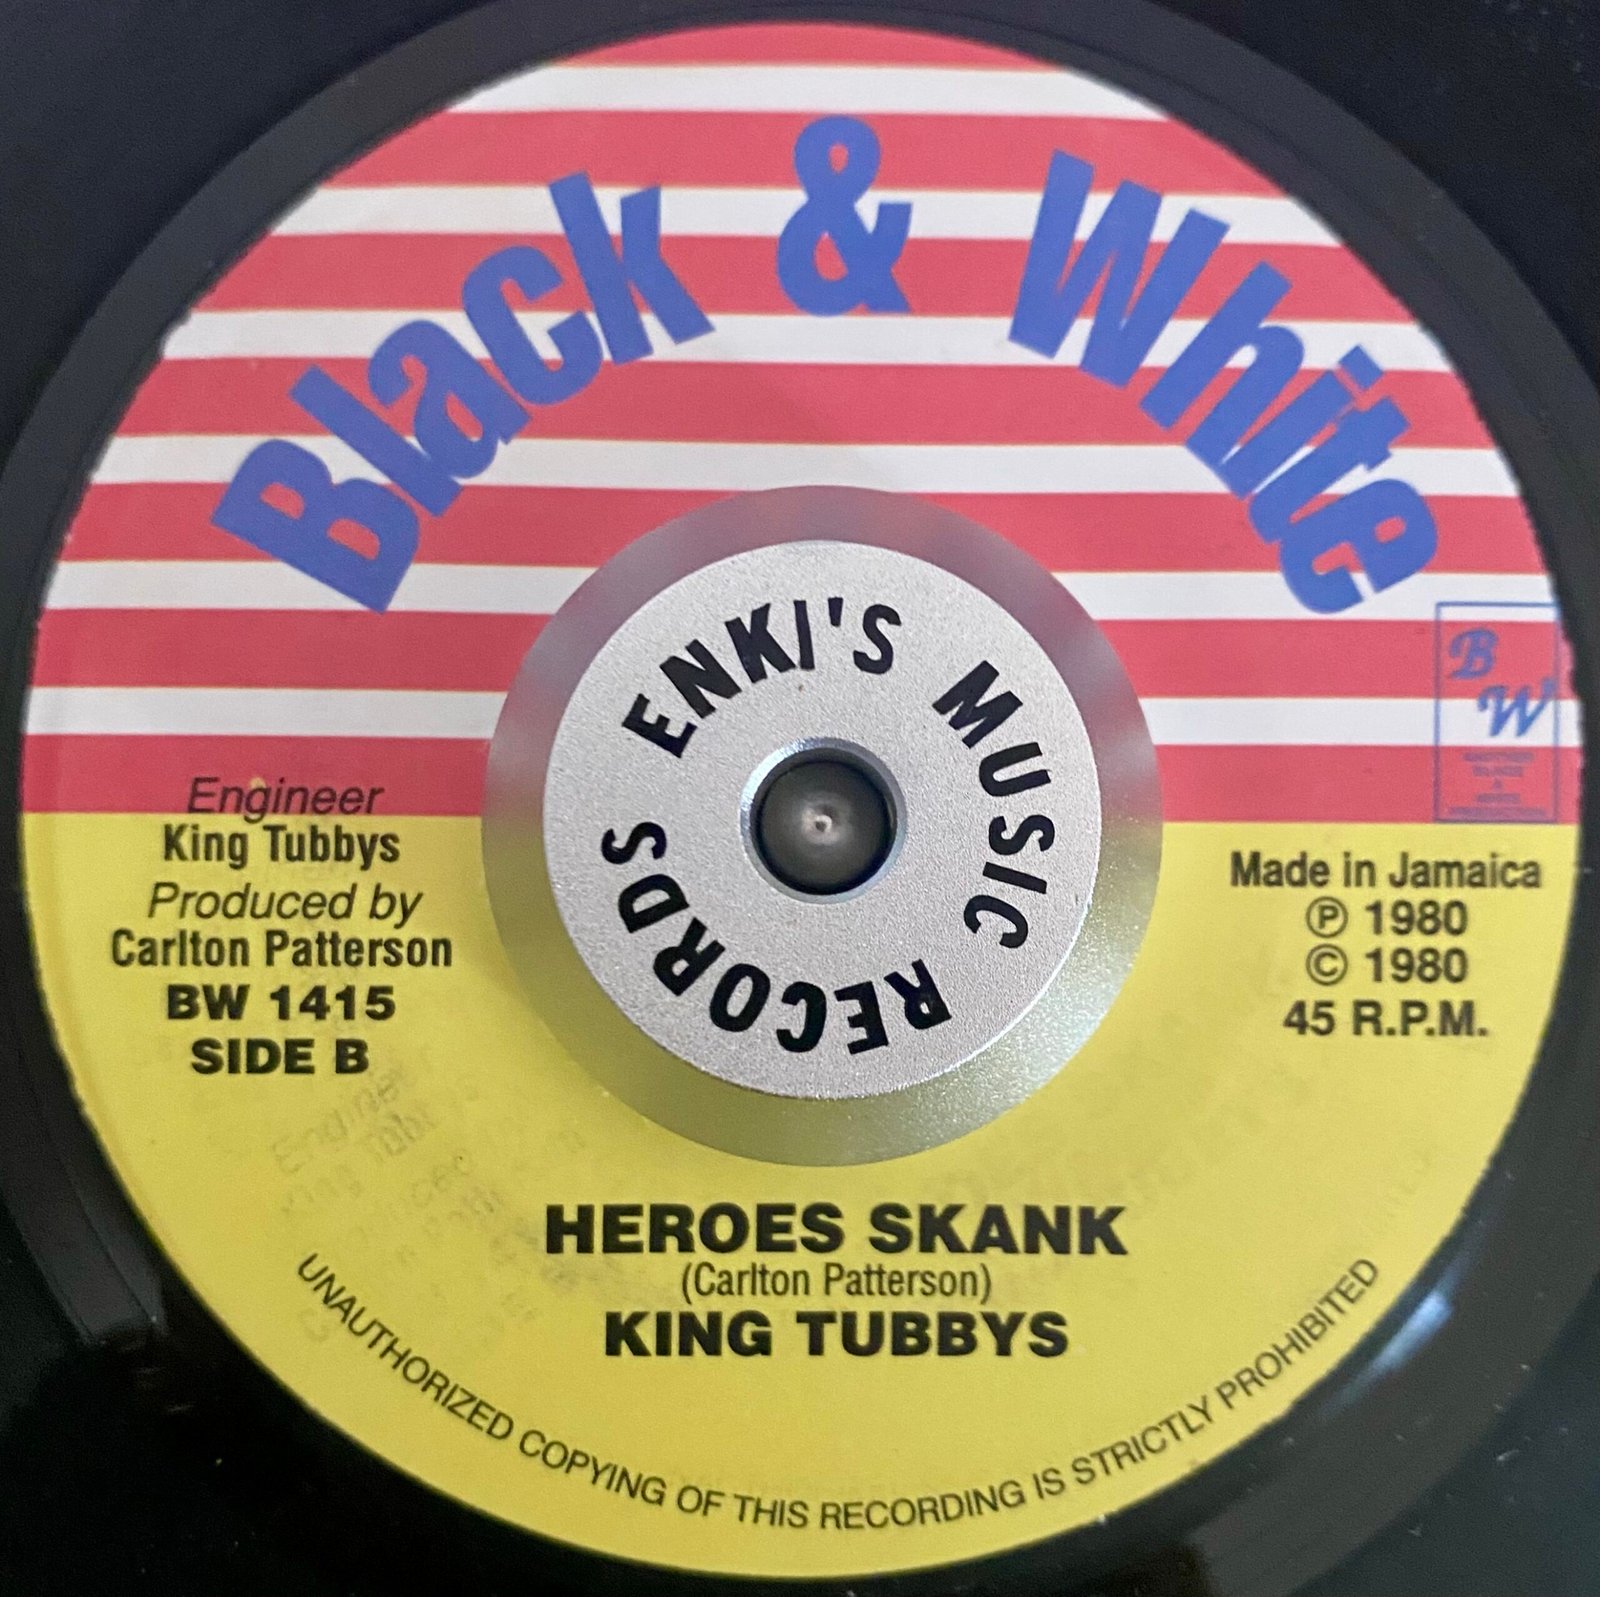 Black & White
B
W
ENKI'S MUSIC RECORDS
Engineer
King Tubbys
Produced by
Carlton Patterson
BW 1415
SIDE B
Made in Jamaica
℗ 1980
© 1980
45 R.P.M.
HEROES SKANK
(Carlton Patterson)
KING TUBBYS
UNAUTHORIZED COPYING OF THIS RECORDING IS STRICTLY PROHIBITED